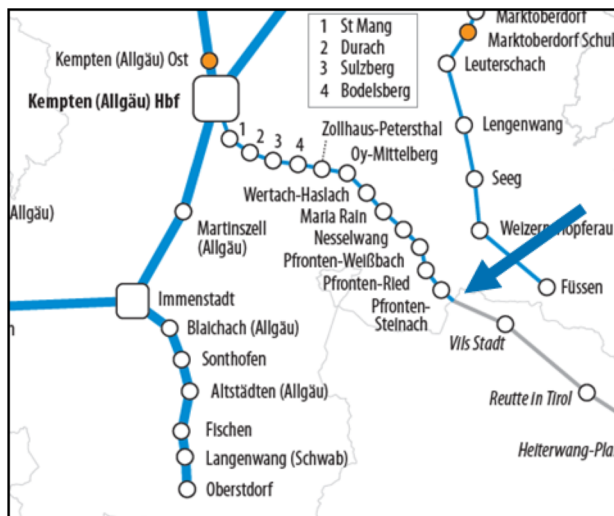 Marktoberdorf
1 St Mang
2 Durach
3 Sulzberg
4 Bodelsberg
Marktoberdorf Schul
Kempten (Allgäu) Ost
Leuterschach
Kempten (Allgäu) Hbf
Zollhaus-Petersthal
Lengenwang
1 2 3 4
Oy-Mittelberg
Seeg
Wertach-Haslach
Allgäu)
Martinszell
(Allgäu)
Maria Rain
Nesselwang
Pfronten-Weißbach
Pfronten-Ried
Füssen
Immenstadt
Pfronten-
Steinach
Blaichach (Allgäu)
n
Vils Stadt
Sonthofen
Altstädten (Allgäu)
Reutte in Tirol
Fischen
Heiterwang-Pla
Langenwang (Schwab)
Oberstdorf